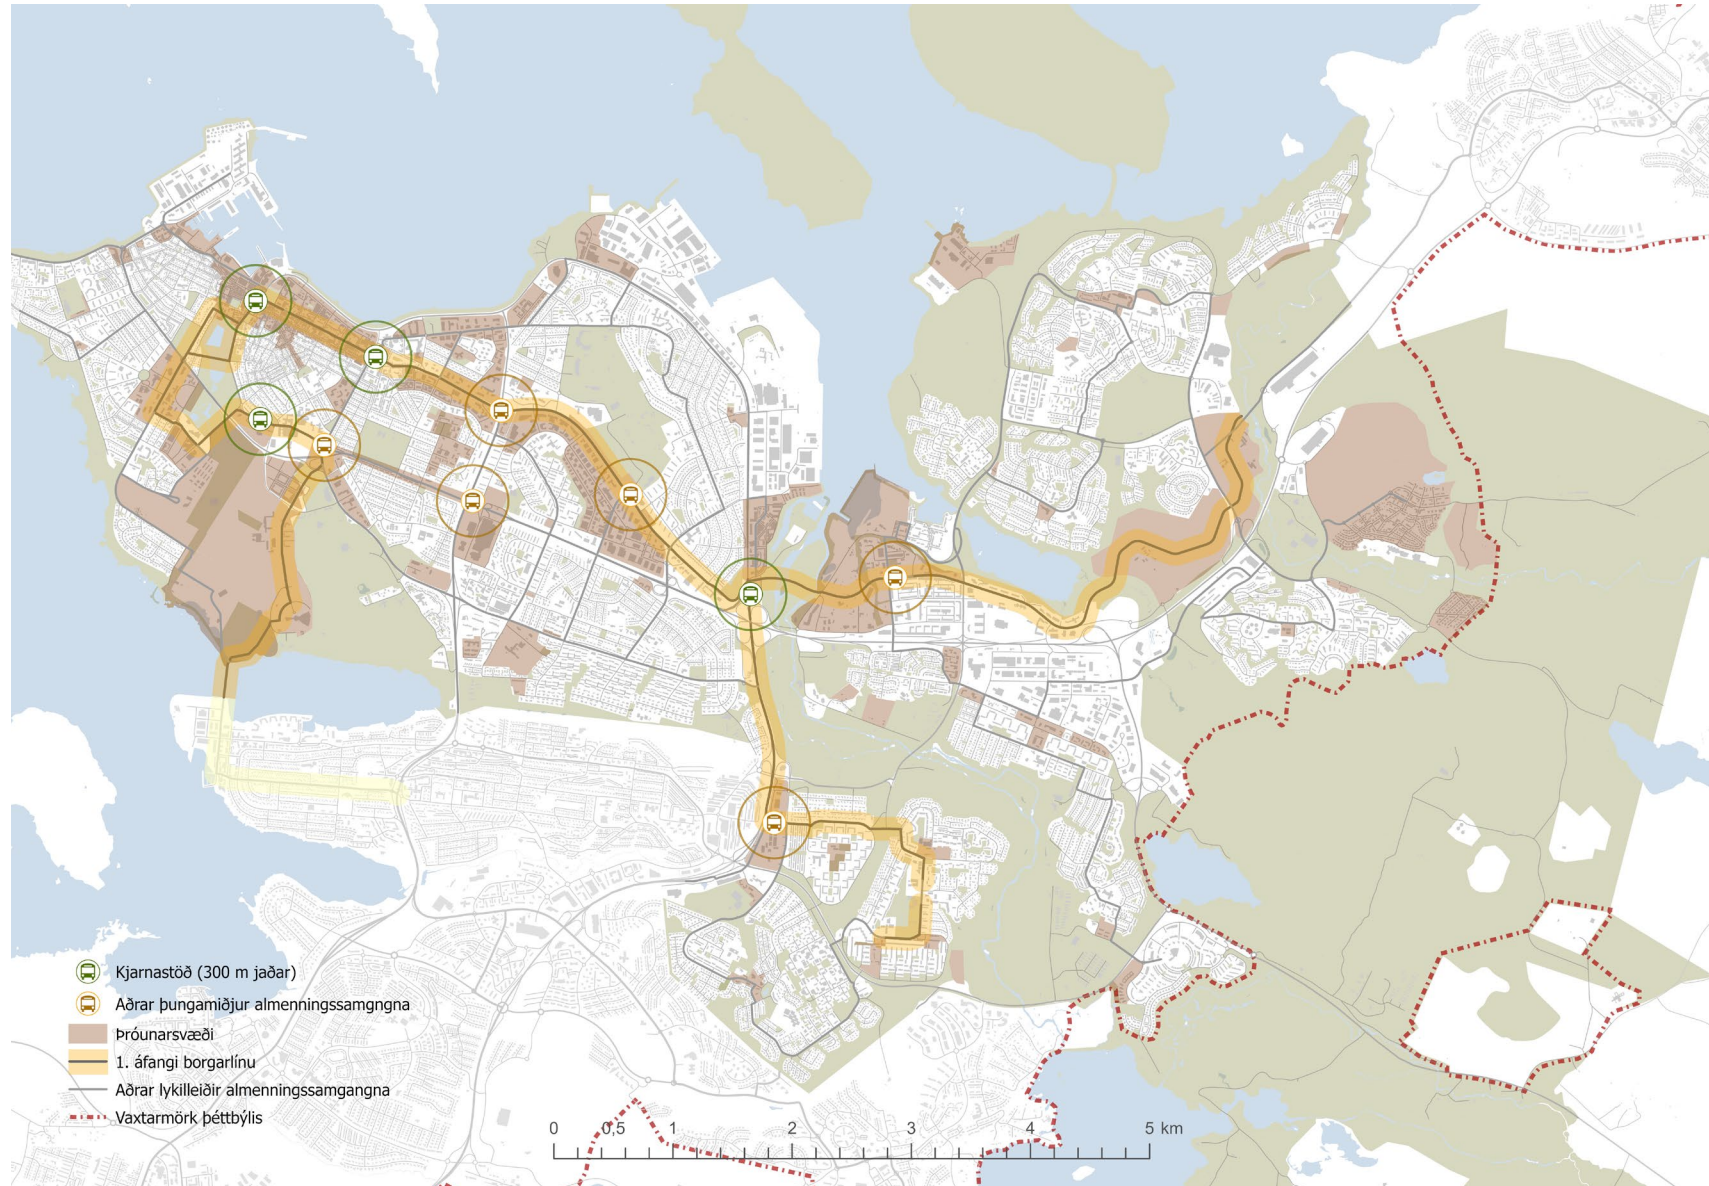 Kjarnastöð (300 m jaðar)
Aðrar þungamiðjur almenningssamgngna
Þróunarsvæði
1. áfangi borgarlínu
Aðrar lykilleiðir almenningssamgangna
Vaxtarmörk þéttbýlis
0 0,5 1 2 3 4 5 km